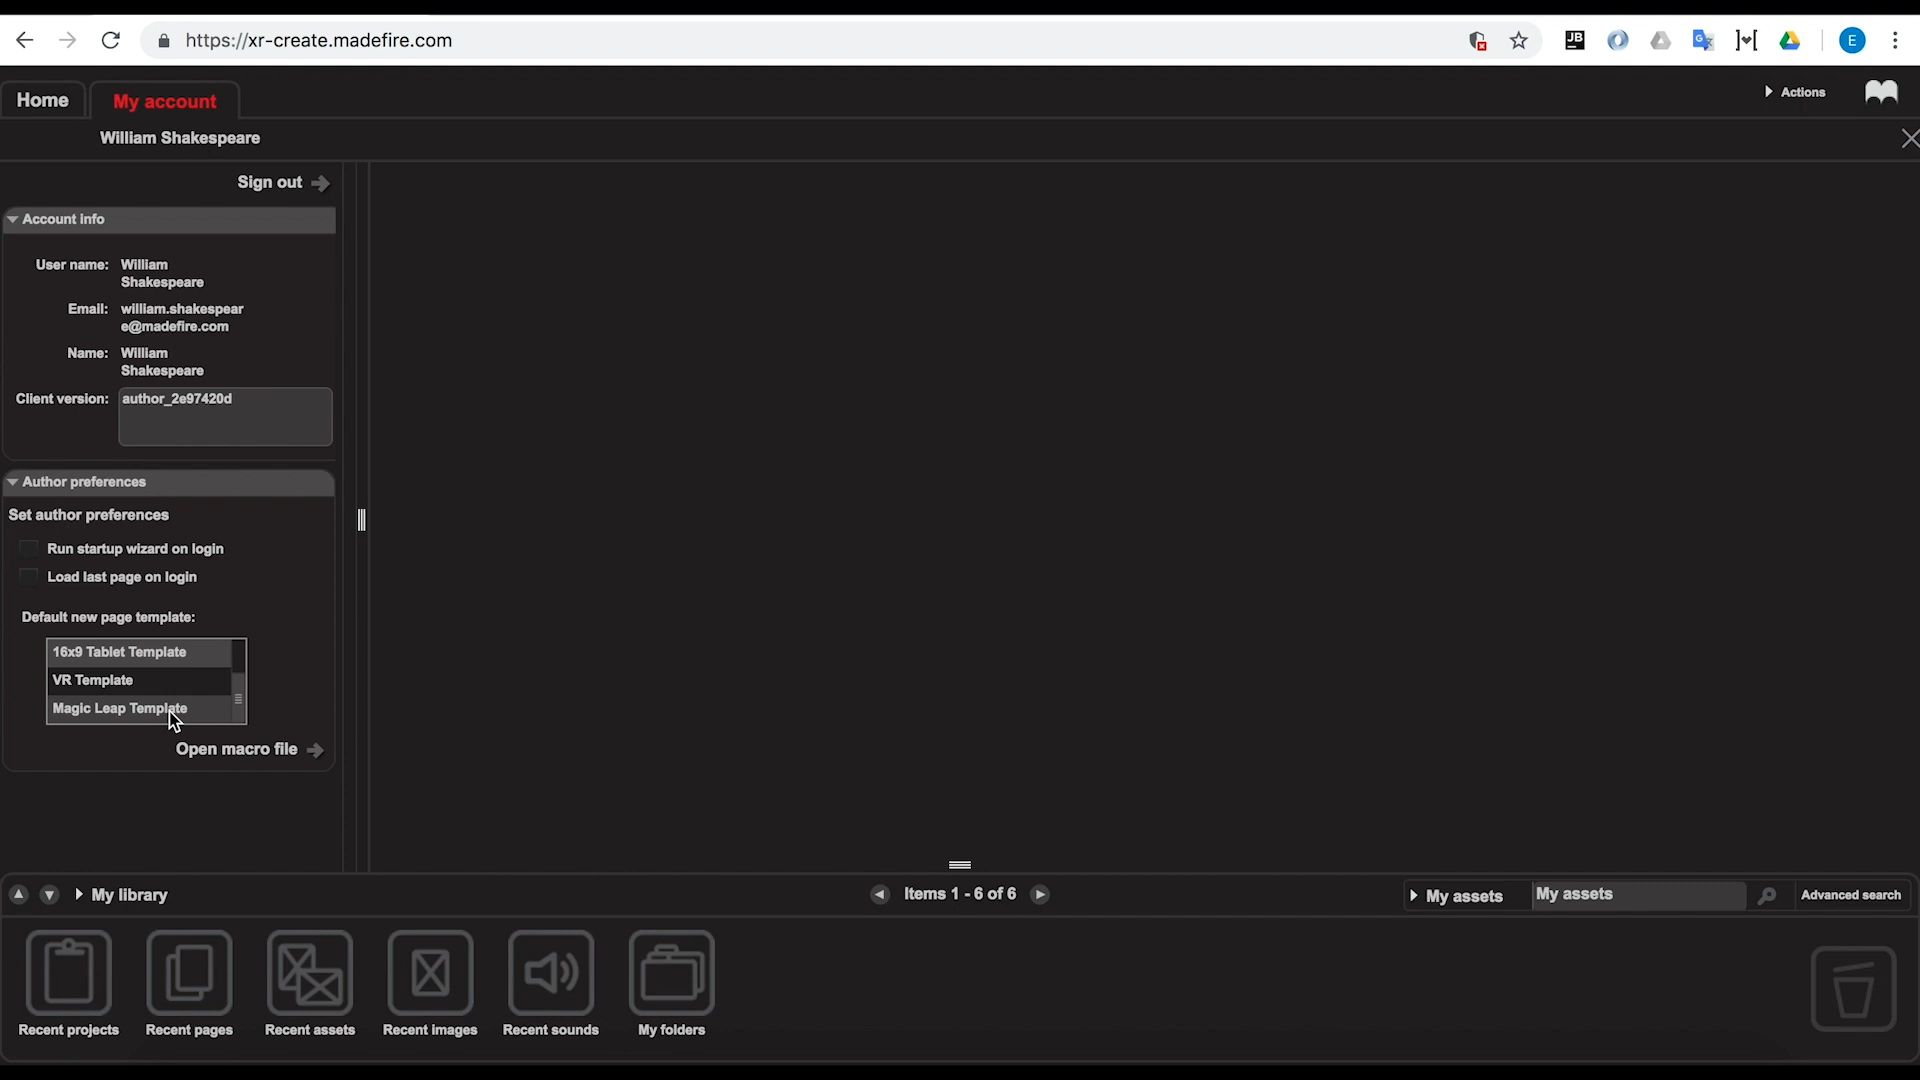 https://xr-create.madefire.com
JB
E
Home
My account
Actions
William Shakespeare
Sign out
Account info
User name: William
Shakespeare
Email: william.shakespear
e@madefire.com
Name: William
Shakespeare
Client version: author_2e97420d
Author preferences
Set author preferences
Run startup wizard on login
Load last page on login
Default new page template:
16x9 Tablet Template
VR Template
Magic Leap Template
Open macro file
My library
Items 1 - 6 of 6
My assets
My assets
Advanced search
Recent projects
Recent pages
Recent assets
Recent images
Recent sounds
My folders